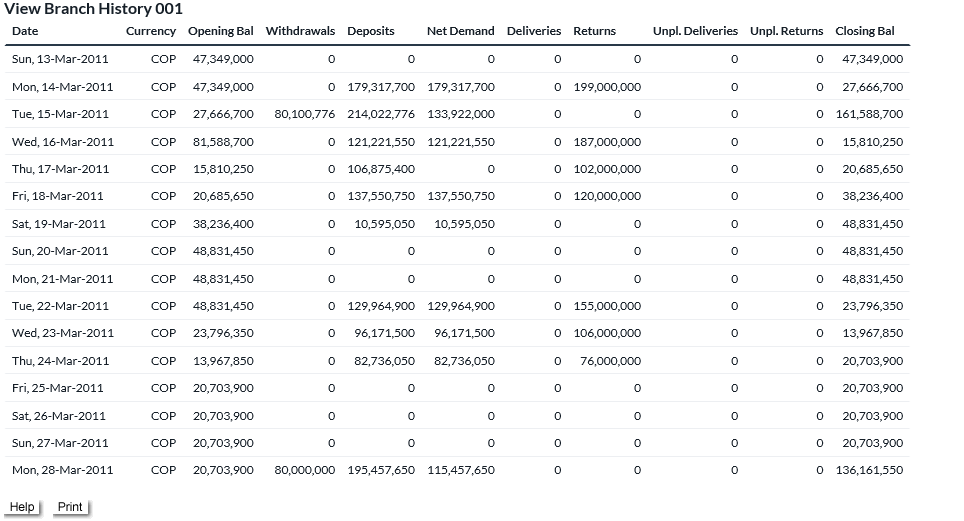 View Branch History 001
Date Currency Opening Bal Withdrawals Deposits Net Demand Deliveries Returns Unpl. Deliveries Unpl. Returns Closing Bal
Sun, 13-Mar-2011 COP 47,349,000 0 0 0 0 0 0 0 47,349,000
Mon, 14-Mar-2011 COP 47,349,000 0 179,317,700 179,317,700 0 199,000,000 0 0 27,666,700
Tue, 15-Mar-2011 COP 27,666,700 80,100,776 214,022,776 133,922,000 0 0 0 0 161,588,700
Wed, 16-Mar-2011 COP 81,588,700 0 121,221,550 121,221,550 0 187,000,000 0 0 15,810,250
Thu, 17-Mar-2011 COP 15,810,250 0 106,875,400 0 0 102,000,000 0 0 20,685,650
Fri, 18-Mar-2011 COP 20,685,650 0 137,550,750 137,550,750 0 120,000,000 0 0 38,236,400
Sat, 19-Mar-2011 COP 38,236,400 0 10,595,050 10,595,050 0 0 0 0 48,831,450
Sun, 20-Mar-2011 COP 48,831,450 0 0 0 0 0 0 0 48,831,450
Mon, 21-Mar-2011 COP 48,831,450 0 0 0 0 0 0 0 48,831,450
Tue, 22-Mar-2011 COP 48,831,450 0 129,964,900 129,964,900 0 155,000,000 0 0 23,796,350
Wed, 23-Mar-2011 COP 23,796,350 0 96,171,500 96,171,500 0 106,000,000 0 0 13,967,850
Thu, 24-Mar-2011 COP 13,967,850 0 82,736,050 82,736,050 0 76,000,000 0 0 20,703,900
Fri, 25-Mar-2011 COP 20,703,900 0 0 0 0 0 0 0 20,703,900
Sat, 26-Mar-2011 COP 20,703,900 0 0 0 0 0 0 0 20,703,900
Sun, 27-Mar-2011 COP 20,703,900 0 0 0 0 0 0 0 20,703,900
Mon, 28-Mar-2011 COP 20,703,900 80,000,000 195,457,650 115,457,650 0 0 0 0 136,161,550
Help Print